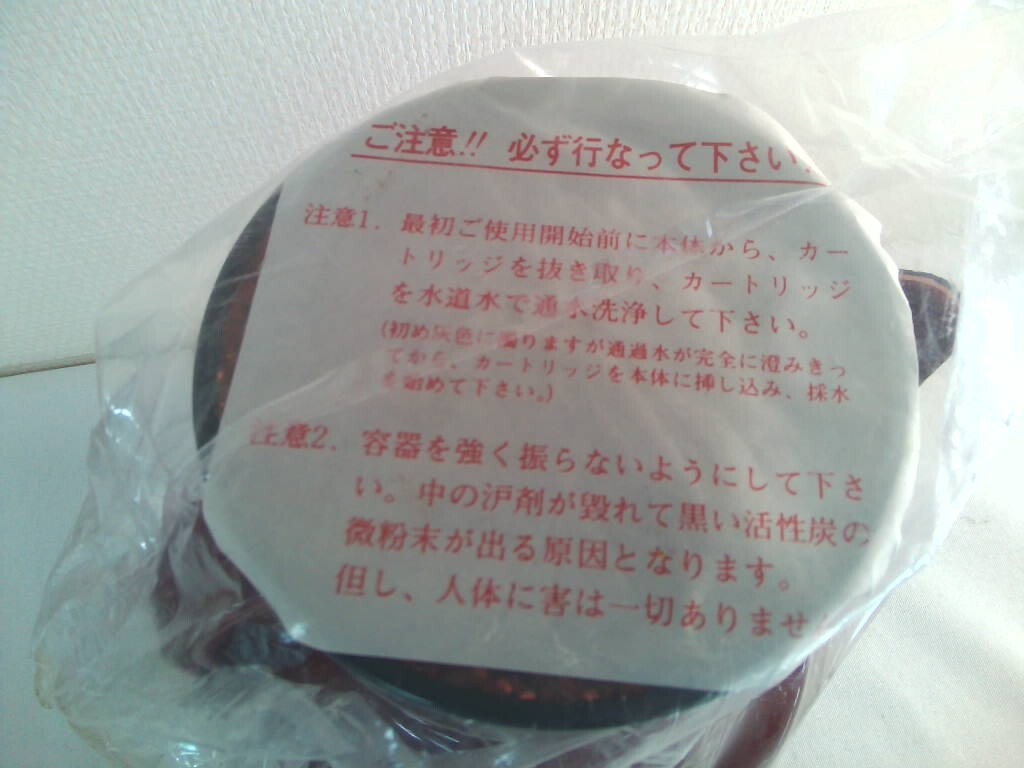 ご注意!! 必ず行なって下さい
注意1. 最初ご使用開始前に本体から、カー
トリッジを抜き取り、カートリッジ
を水道水で通水洗浄して下さい。
(初め灰色に濁りますが通過水が完全に澄みきっ
てから、カートリッジを本体に挿し込み、採水
を始めて下さい。)
注意2. 容器を強く振らないようにして下さ
い。中の沪剤が毀れて黒い活性炭の
微粉末が出る原因となります。
但し、人体に害は一切ありませ